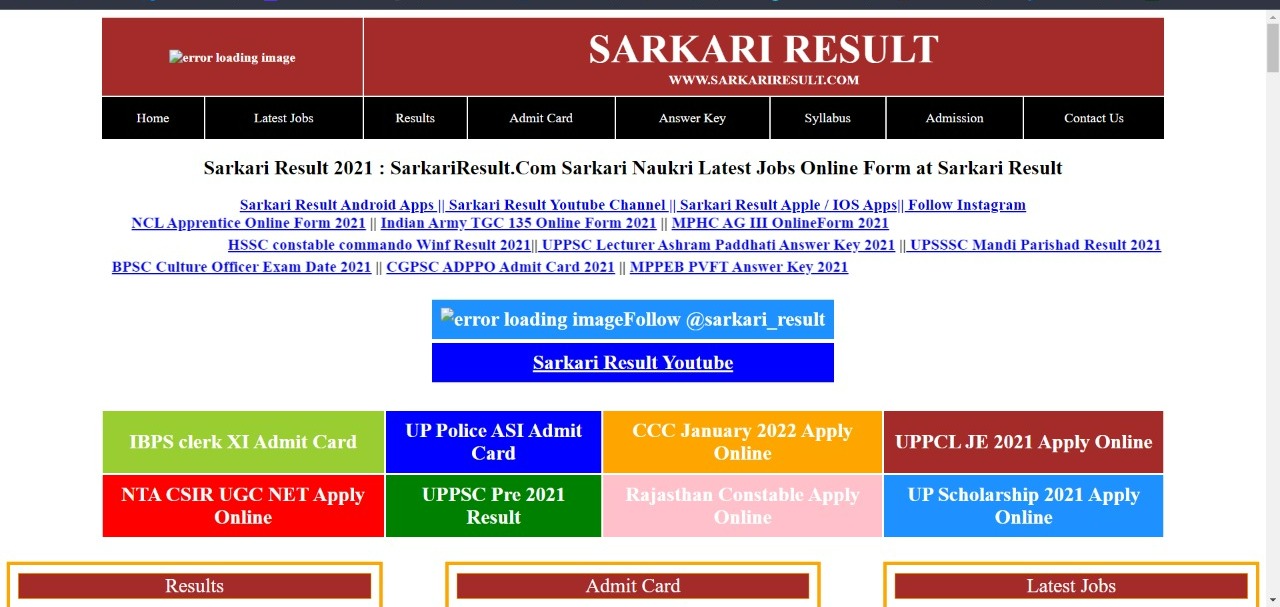 error loading image
SARKARI RESULT
WWW.SARKARIRESULT.COM
Home Latest Jobs Results Admit Card Answer Key Syllabus Admission Contact Us
Sarkari Result 2021 : SarkariResult.Com Sarkari Naukri Latest Jobs Online Form at Sarkari Result
Sarkari Result Android Apps || Sarkari Result Youtube Channel || Sarkari Result Apple / IOS Apps|| Follow Instagram
NCL Apprentice Online Form 2021 || Indian Army TGC 135 Online Form 2021 || MPHC AG III OnlineForm 2021
HSSC constable commando Winf Result 2021|| UPPSC Lecturer Ashram Paddhati Answer Key 2021 || UPSSSC Mandi Parishad Result 2021
BPSC Culture Officer Exam Date 2021 || CGPSC ADPPO Admit Card 2021 || MPPEB PVFT Answer Key 2021
error loading imageFollow @sarkari_result
Sarkari Result Youtube
IBPS clerk XI Admit Card
UP Police ASI Admit
Card
CCC January 2022 Apply
Online
UPPCL JE 2021 Apply Online
NTA CSIR UGC NET Apply
Online
UPPSC Pre 2021
Result
Rajasthan Constable Apply
Online
UP Scholarship 2021 Apply
Online
Results Admit Card Latest Jobs